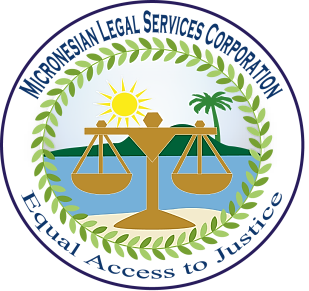 Micronesian Legal Services Corporation
Equal Access to Justice